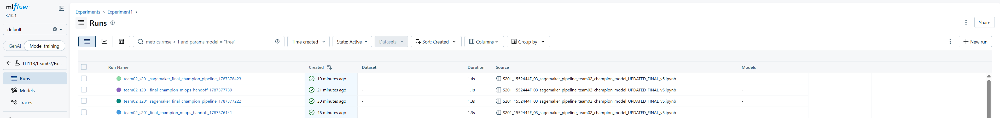 mlflow
3.10.1
default
GenAI Model training
ITI113/team02/Ex...
Runs
Models
Traces
Experiments > Experiment1 >
Runs
Share
metrics.rmse < 1 and params.model = "tree"
Time created
State: Active
Datasets
Sort: Created
Columns
Group by
New run
Run Name Created Dataset Duration Source Models
team02_s201_sagemaker_final_champion_pipeline_1787378423 10 minutes ago - 1.4s S201_1552444F_03_sagemaker_pipeline_team02_champion_model_UPDATED_FINAL_v5.ipynb -
team02_s201_final_champion_mlops_handoff_1787377739 21 minutes ago - 1.1s S201_1552444F_03_sagemaker_pipeline_team02_champion_model_UPDATED_FINAL_v5.ipynb -
team02_s201_sagemaker_final_champion_pipeline_1787377222 30 minutes ago - 1.3s S201_1552444F_03_sagemaker_pipeline_team02_champion_model_UPDATED_FINAL_v5.ipynb -
team02_s201_final_champion_mlops_handoff_1787376141 48 minutes ago - 1.3s S201_1552444F_03_sagemaker_pipeline_team02_champion_model_UPDATED_FINAL_v5.ipynb -